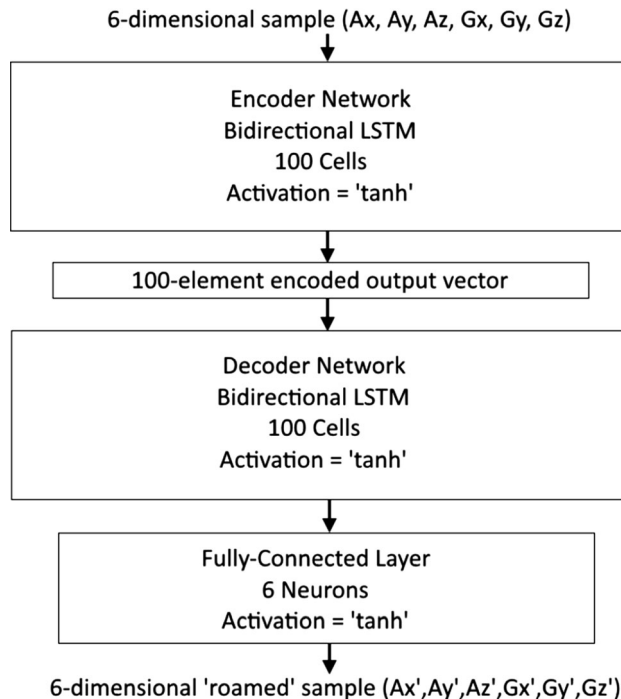 6-dimensional sample (Ax, Ay, Az, Gx, Gy, Gz)
Encoder Network
Bidirectional LSTM
100 Cells
Activation = 'tanh'
100-element encoded output vector
Decoder Network
Bidirectional LSTM
100 Cells
Activation = 'tanh'
Fully-Connected Layer
6 Neurons
Activation = 'tanh'
6-dimensional 'roamed' sample (Ax',Ay',Az',Gx',Gy',Gz')